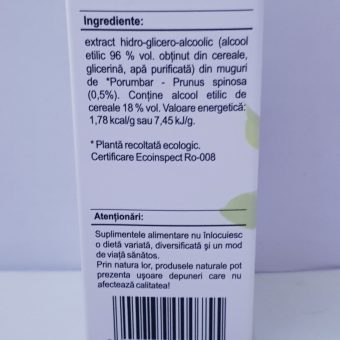 Ingrediente:
extract hidro-glicero-alcoolic (alcool
etilic 96 % vol. obținut din cereale,
glicerină, apă purificată) din muguri
de *Porumbar - Prunus spinosa
(0,5%). Conține alcool etilic de
cereale 18 % vol. Valoare energetică:
1,78 kcal/g sau 7,45 kJ/g.
* Plantă recoltată ecologic.
Certificare Ecoinspect Ro-008
Atenționări:
Suplimentele alimentare nu înlocuiesc
o dietă variată, diversificată și un mod
de viață sănătos.
Prin natura lor, produsele naturale pot
prezenta ușoare depuneri care nu
afectează calitatea!